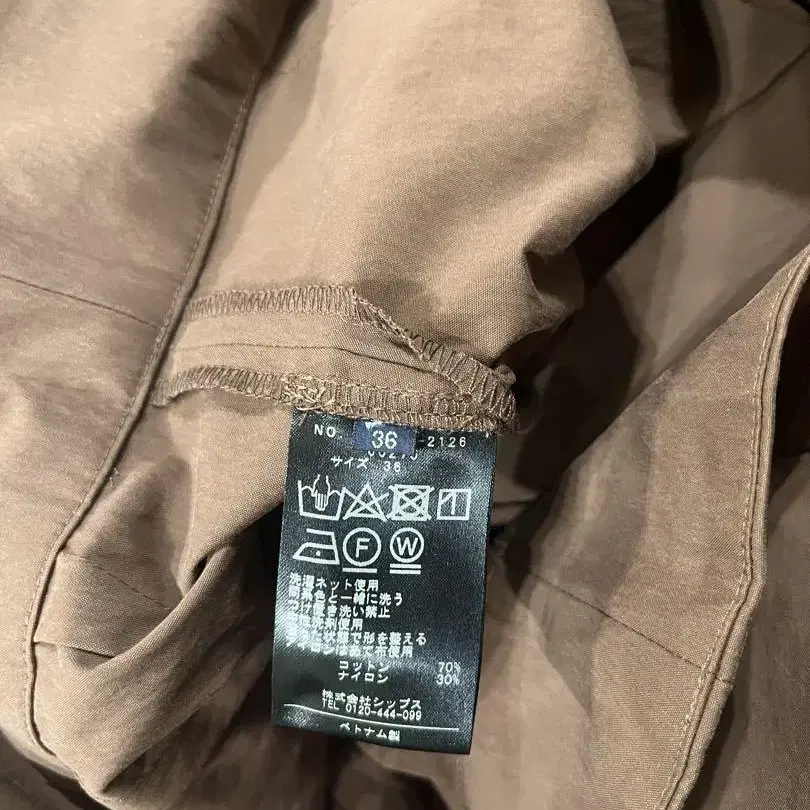 NO. 36 -2126
サイズ 36
F W
洗濯ネット使用
同系色と一緒に洗う
つけ置き洗い禁止
中性洗剤使用
で形を整える
アイロンはあて布使用
コットン 70%
ナイロン 30%
株式会社シップス
TEL 0120-444-099
ベトナム製